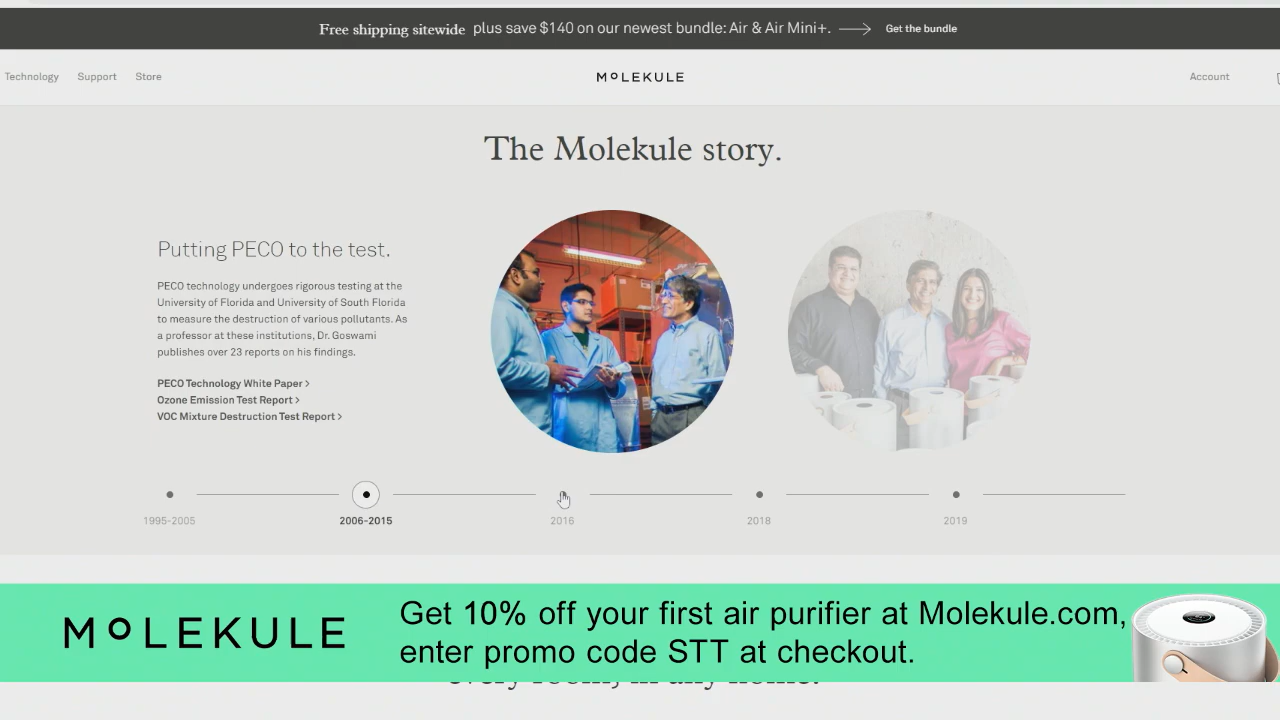 Free shipping sitewide plus save $140 on our newest bundle: Air & Air Mini+. Get the bundle
Technology Support Store MOLEKULE Account
The Molekule story.
Putting PECO to the test.
PECO technology undergoes rigorous testing at the
University of Florida and University of South Florida
to measure the destruction of various pollutants. As
a professor at these institutions, Dr. Goswami
publishes over 23 reports on his findings.
PECO Technology White Paper >
Ozone Emission Test Report >
VOC Mixture Destruction Test Report >
1995-2005 2006-2015 2016 2018 2019
MOLEKULE
Get 10% off your first air purifier at Molekule.com,
enter promo code STT at checkout.
every room, in any home.